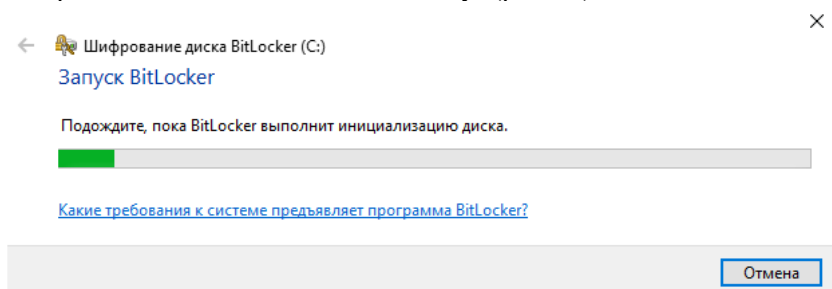 Шифрование диска BitLocker (C:)
Запуск BitLocker
Подождите, пока BitLocker выполнит инициализацию диска.
Какие требования к системе предъявляет программа BitLocker?
Отмена